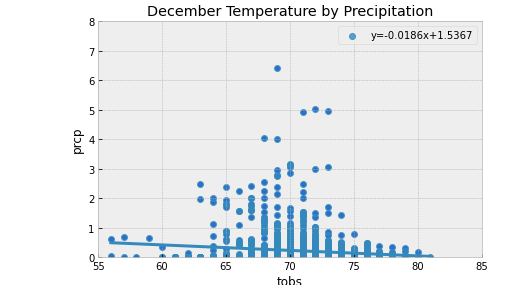 December Temperature by Precipitation
y=-0.0186x+1.5367
8
7
6
5
4
3
2
1
0
prcp
55 60 65 70 75 80 85
tobs